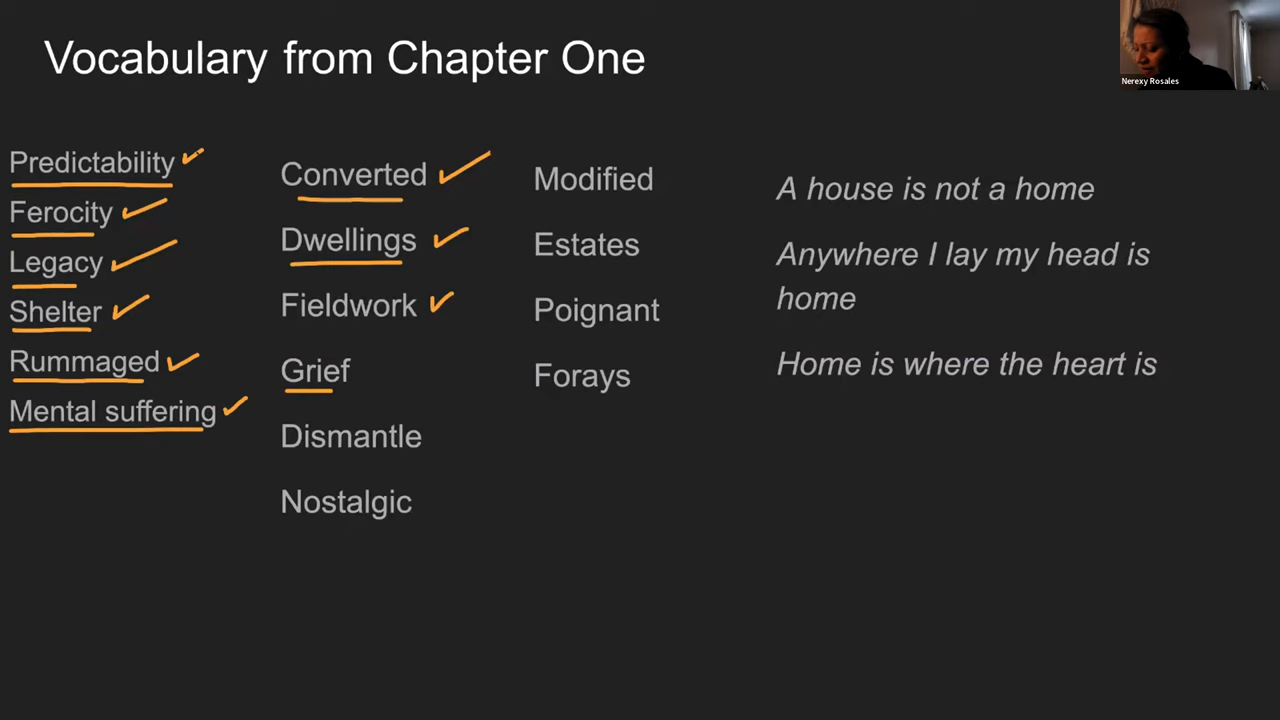 Vocabulary from Chapter One
Nerexy Rosales
Predictability
Ferocity
Legacy
Shelter
Rummaged
Mental suffering
Converted
Dwellings
Fieldwork
Grief
Dismantle
Nostalgic
Modified
Estates
Poignant
Forays
A house is not a home
Anywhere I lay my head is
home
Home is where the heart is